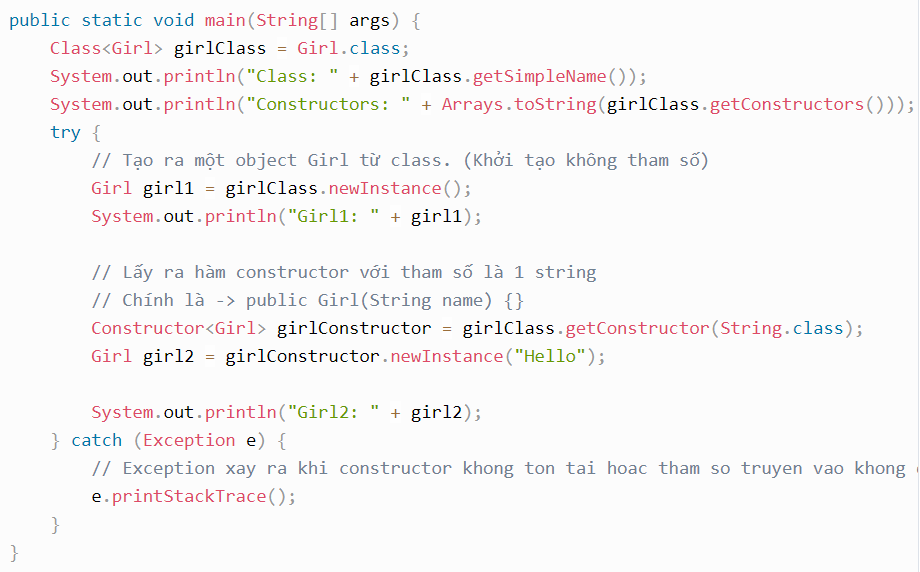 public static void main(String[] args) {
    Class<Girl> girlClass = Girl.class;
    System.out.println("Class: " + girlClass.getSimpleName());
    System.out.println("Constructors: " + Arrays.toString(girlClass.getConstructors()));
    try {
        // Tạo ra một object Girl từ class. (Khởi tạo không tham số)
        Girl girl1 = girlClass.newInstance();
        System.out.println("Girl1: " + girl1);

        // Lấy ra hàm constructor với tham số là 1 string
        // Chính là -> public Girl(String name) {}
        Constructor<Girl> girlConstructor = girlClass.getConstructor(String.class);
        Girl girl2 = girlConstructor.newInstance("Hello");

        System.out.println("Girl2: " + girl2);
    } catch (Exception e) {
        // Exception xay ra khi constructor khong ton tai hoac tham so truyen vao khong
        e.printStackTrace();
    }
}